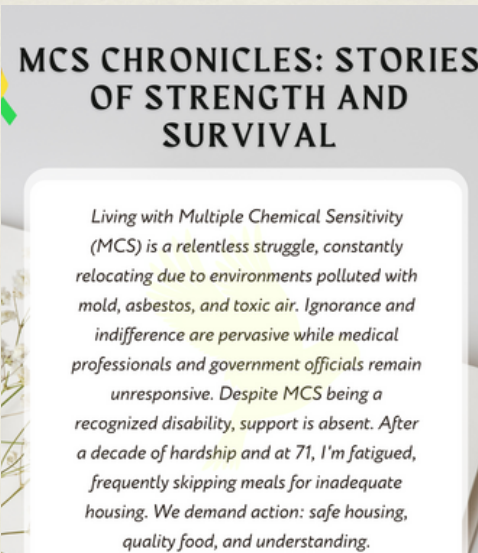 MCS CHRONICLES: STORIES
OF STRENGTH AND
SURVIVAL
Living with Multiple Chemical Sensitivity
(MCS) is a relentless struggle, constantly
relocating due to environments polluted with
mold, asbestos, and toxic air. Ignorance and
indifference are pervasive while medical
professionals and government officials remain
unresponsive. Despite MCS being a
recognized disability, support is absent. After
a decade of hardship and at 71, I'm fatigued,
frequently skipping meals for inadequate
housing. We demand action: safe housing,
quality food, and understanding.